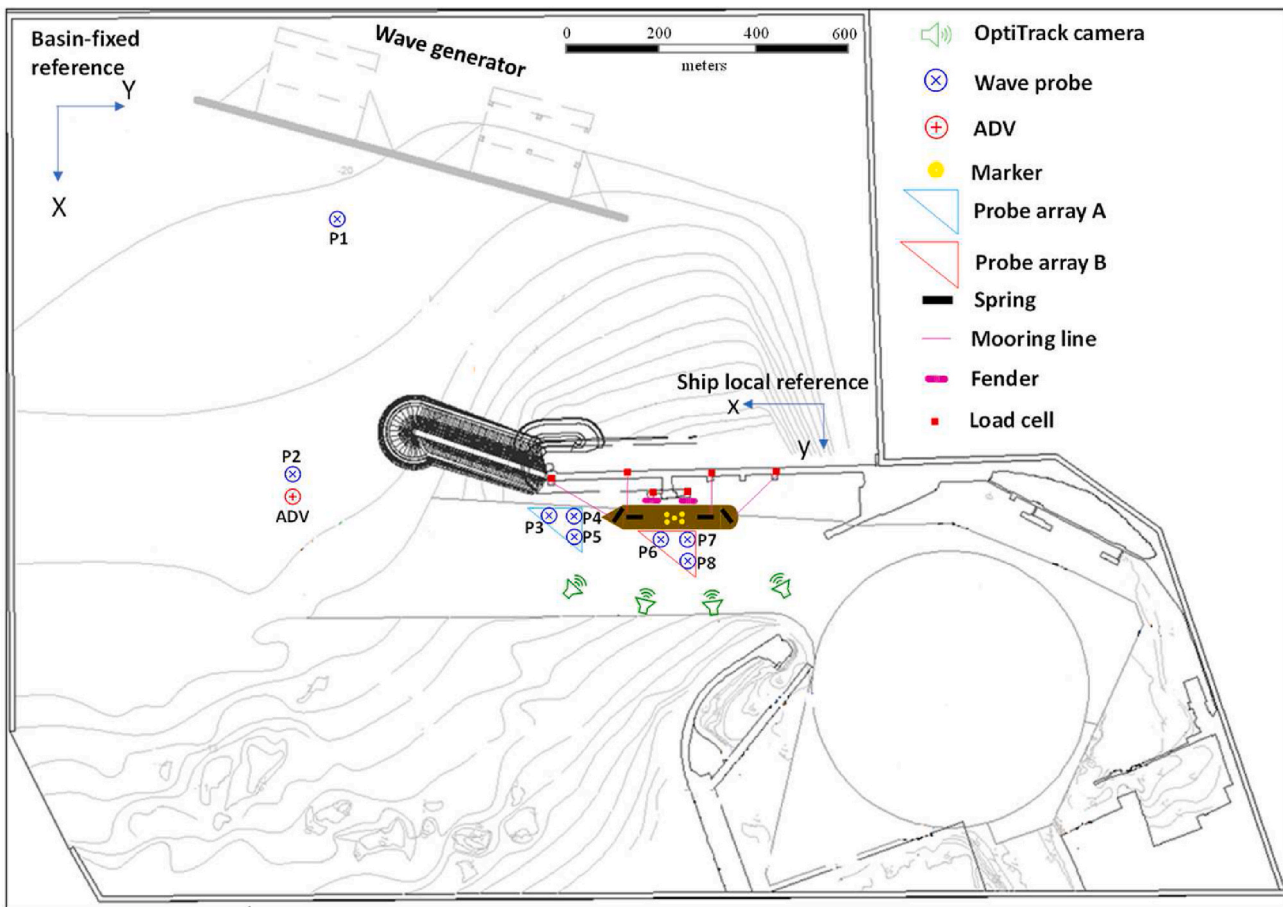 Basin-fixed
reference
Y
X
Wave generator
0 200 400 600
meters
-20
P1
OptiTrack camera
Wave probe
ADV
Marker
Probe array A
Probe array B
Spring
Mooring line
Fender
Load cell
Ship local reference
X
y
P2
ADV
P3
P4
P5
P6
P7
P8